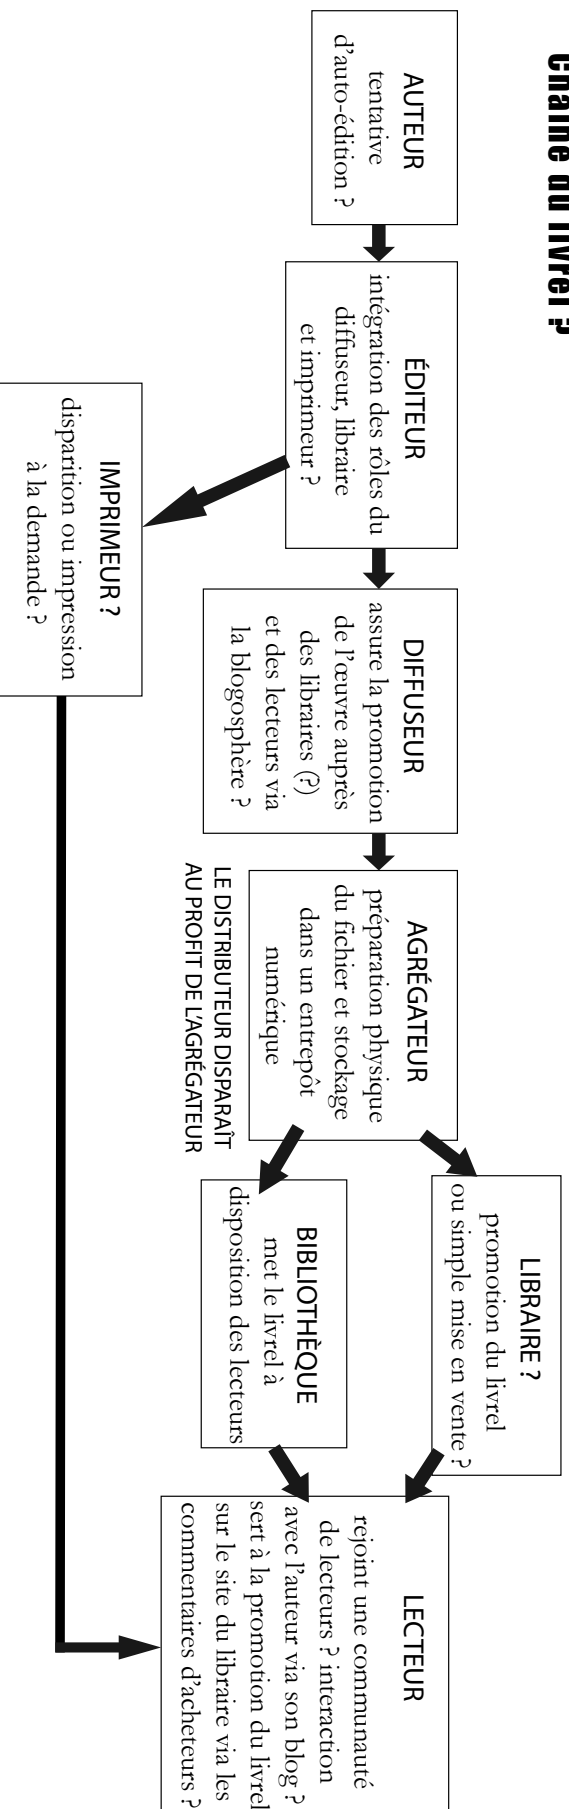 Chaîne du livrel ?
AUTEUR
tentative
d'auto-édition ?
ÉDITEUR
intégration des rôles du
diffuseur, libraire
et imprimeur ?
IMPRIMEUR ?
disparition ou impression
à la demande ?
DIFFUSEUR
assure la promotion
de l'œuvre auprès
des libraires (?)
et des lecteurs via
la blogosphère ?
AGRÉGATEUR
préparation physique
du fichier et stockage
dans un entrepôt
numérique
LE DISTRIBUTEUR DISPARAÎT
AU PROFIT DE L'AGRÉGATEUR
LIBRAIRE ?
promotion du livrel
ou simple mise en vente ?
BIBLIOTHÈQUE
met le livrel à
disposition des lecteurs
LECTEUR
rejoint une communauté
de lecteurs ? interaction
avec l'auteur via son blog ?
sert à la promotion du livrel
sur le site du libraire via les
commentaires d'acheteurs ?